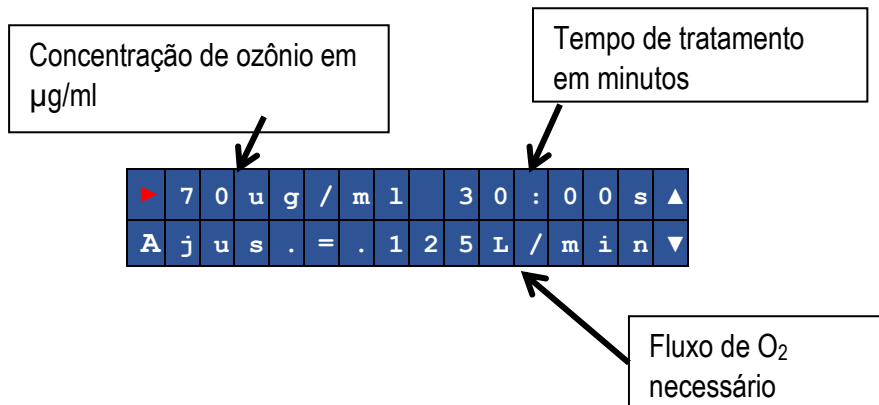 Concentração de ozônio em
µg/ml
Tempo de tratamento
em minutos
► 70ug/ml 30:00s ▲
Ajus.=.125L/min ▼
Fluxo de O₂
necessário